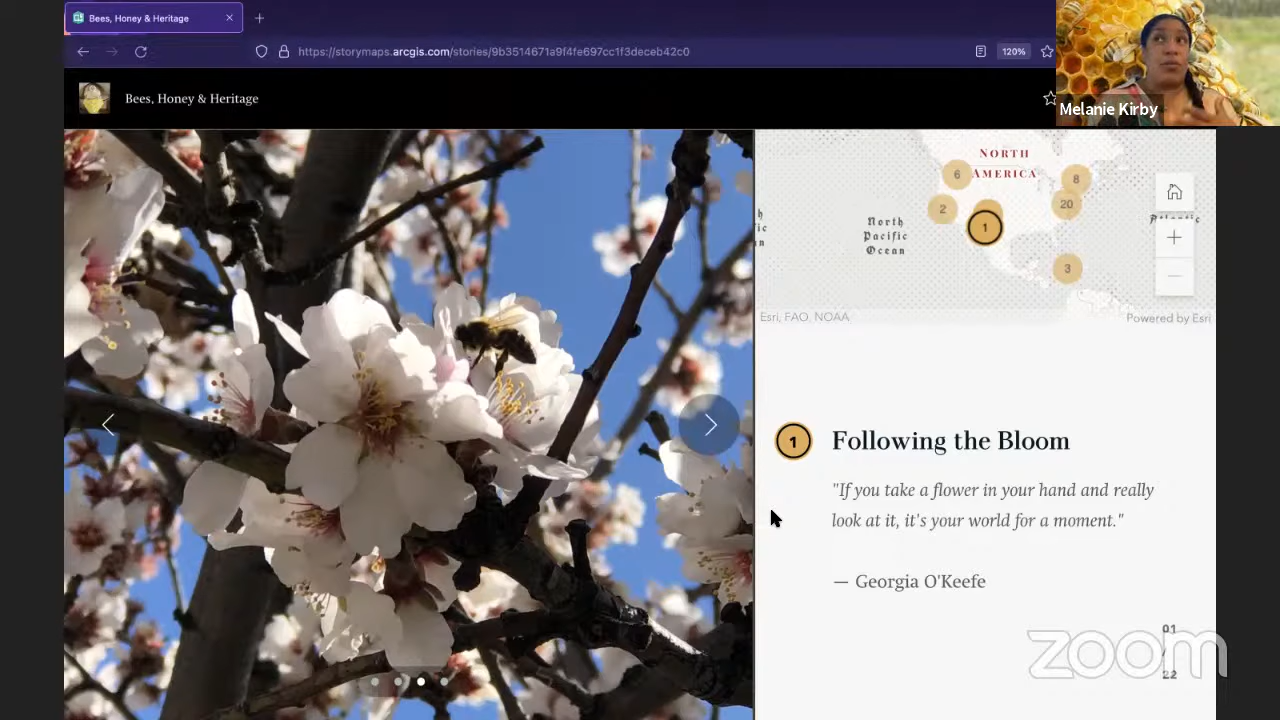 Bees, Honey & Heritage
https://storymaps.arcgis.com/stories/9b3514671a9f4fe697cc1f3deceb42c0
120%
Melanie Kirby
Bees, Honey & Heritage
NORTH
AMERICA
6
8
20
2
1
3
North
Pacific
Ocean
Atlantic
Esri, FAO, NOAA
Powered by Esri
1
Following the Bloom
"If you take a flower in your hand and really
look at it, it's your world for a moment."
— Georgia O'Keefe
01
/
22
zoom